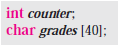 int counter;
char grades [40];